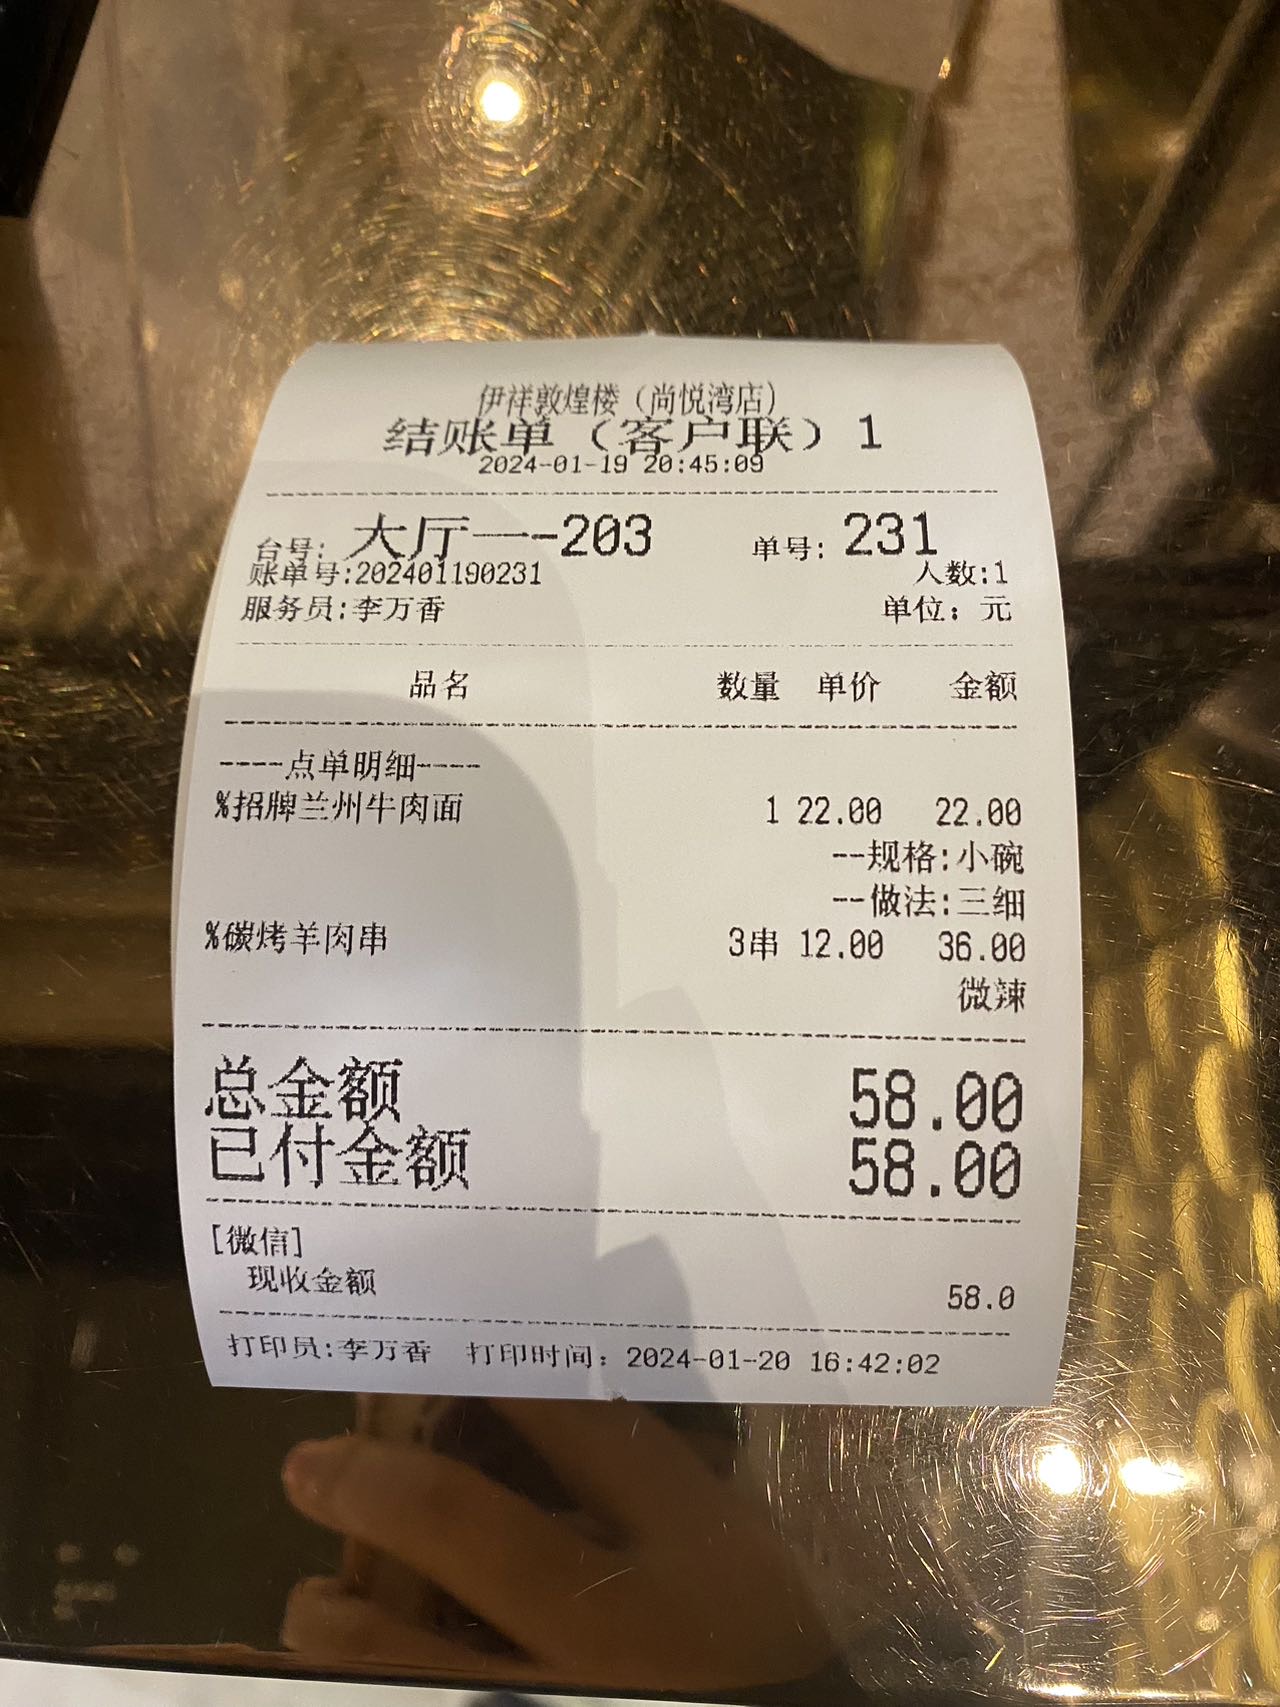 伊祥敦煌楼（尚悦湾店）
结账单（客户联）1
2024-01-19 20:45:09
台号: 大厅一-203 单号: 231
账单号:202401190231 人数:1
服务员:李万香 单位: 元
品名 数量 单价 金额
----点单明细----
%招牌兰州牛肉面 1 22.00 22.00
--规格:小碗
--做法:三细
%碳烤羊肉串 3串 12.00 36.00
微辣
总金额 58.00
已付金额 58.00
[微信]
现收金额 58.0
打印员:李万香 打印时间: 2024-01-20 16:42:02